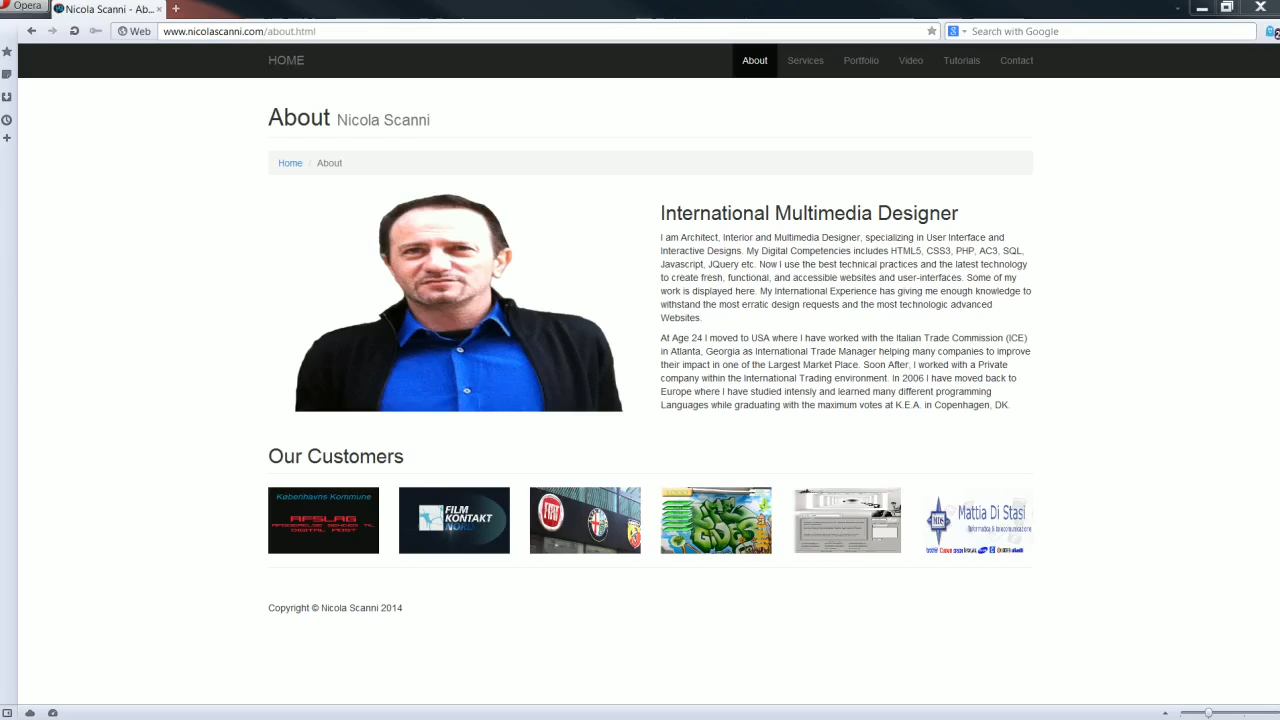 Opera
Nicola Scanni - Ab...
Web
www.nicolascanni.com/about.html
Search with Google
HOME
About
Services
Portfolio
Video
Tutorials
Contact
About Nicola Scanni
Home / About
International Multimedia Designer
I am Architect, Interior and Multimedia Designer, specializing in User Interface and
Interactive Designs. My Digital Competencies includes HTML5, CSS3, PHP, AC3, SQL,
Javascript, JQuery etc. Now I use the best technical practices and the latest technology
to create fresh, functional, and accessible websites and user-interfaces. Some of my
work is displayed here. My International Experience has giving me enough knowledge to
withstand the most erratic design requests and the most technologic advanced
Websites.
At Age 24 I moved to USA where I have worked with the Italian Trade Commission (ICE)
in Atlanta, Georgia as International Trade Manager helping many companies to improve
their impact in one of the Largest Market Place. Soon After, I worked with a Private
company within the International Trading environment. In 2006 I have moved back to
Europe where I have studied intensly and learned many different programming
Languages while graduating with the maximum votes at K.E.A. in Copenhagen, DK.
Our Customers
Københavns Kommune
AFSLAG
DIGITAL POST
FILM
KONTAKT
NORD
FIAT
MDS
Mattia Di Stasi
Copyright © Nicola Scanni 2014